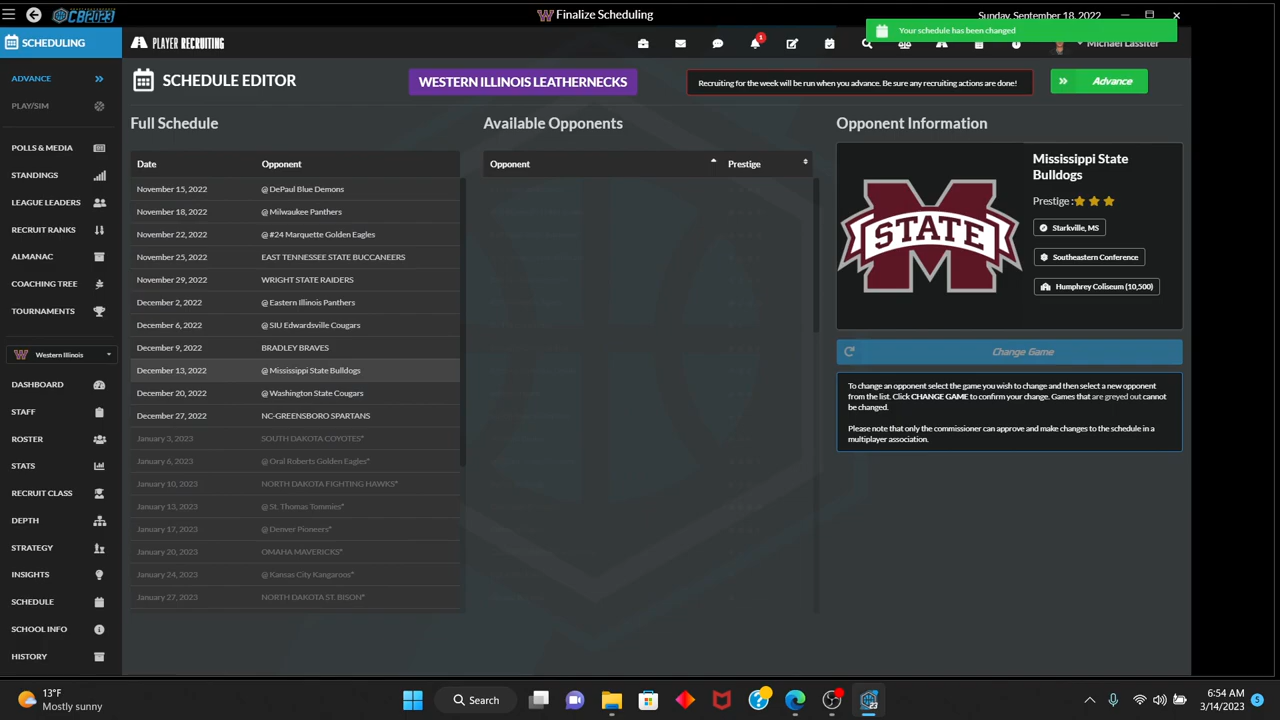 CB2023
Finalize Scheduling
Sunday, September 18, 2022
Your schedule has been changed
SCHEDULING
PLAYER RECRUITING
1
Michael Lassiter
ADVANCE
PLAY/SIM
SCHEDULE EDITOR
WESTERN ILLINOIS LEATHERNECKS
Recruiting for the week will be run when you advance. Be sure any recruiting actions are done!
Advance
POLLS & MEDIA
STANDINGS
LEAGUE LEADERS
RECRUIT RANKS
ALMANAC
COACHING TREE
TOURNAMENTS
Western Illinois
DASHBOARD
STAFF
ROSTER
STATS
RECRUIT CLASS
DEPTH
STRATEGY
INSIGHTS
SCHEDULE
SCHOOL INFO
HISTORY
Full Schedule
Date Opponent
November 15, 2022 @ DePaul Blue Demons
November 18, 2022 @ Milwaukee Panthers
November 22, 2022 @ #24 Marquette Golden Eagles
November 25, 2022 EAST TENNESSEE STATE BUCCANEERS
November 29, 2022 WRIGHT STATE RAIDERS
December 2, 2022 @ Eastern Illinois Panthers
December 6, 2022 @ SIU Edwardsville Cougars
December 9, 2022 BRADLEY BRAVES
December 13, 2022 @ Mississippi State Bulldogs
December 20, 2022 @ Washington State Cougars
December 27, 2022 NC-GREENSBORO SPARTANS
January 3, 2023 SOUTH DAKOTA COYOTES*
January 6, 2023 @ Oral Roberts Golden Eagles*
January 10, 2023 NORTH DAKOTA FIGHTING HAWKS*
January 13, 2023 @ St. Thomas Tommies*
January 17, 2023 @ Denver Pioneers*
January 20, 2023 OMAHA MAVERICKS*
January 24, 2023 @ Kansas City Kangaroos*
January 27, 2023 NORTH DAKOTA ST. BISON*
Available Opponents
Opponent Prestige
Opponent Information
STATE
Mississippi State
Bulldogs
Prestige :
Starkville, MS
Southeastern Conference
Humphrey Coliseum (10,500)
Change Game
To change an opponent select the game you wish to change and then select a new opponent
from the list. Click CHANGE GAME to confirm your change. Games that are greyed out cannot
be changed.
Please note that only the commissioner can approve and make changes to the schedule in a
multiplayer association.
13°F
Mostly sunny
Search
23
6:54 AM
3/14/2023
5